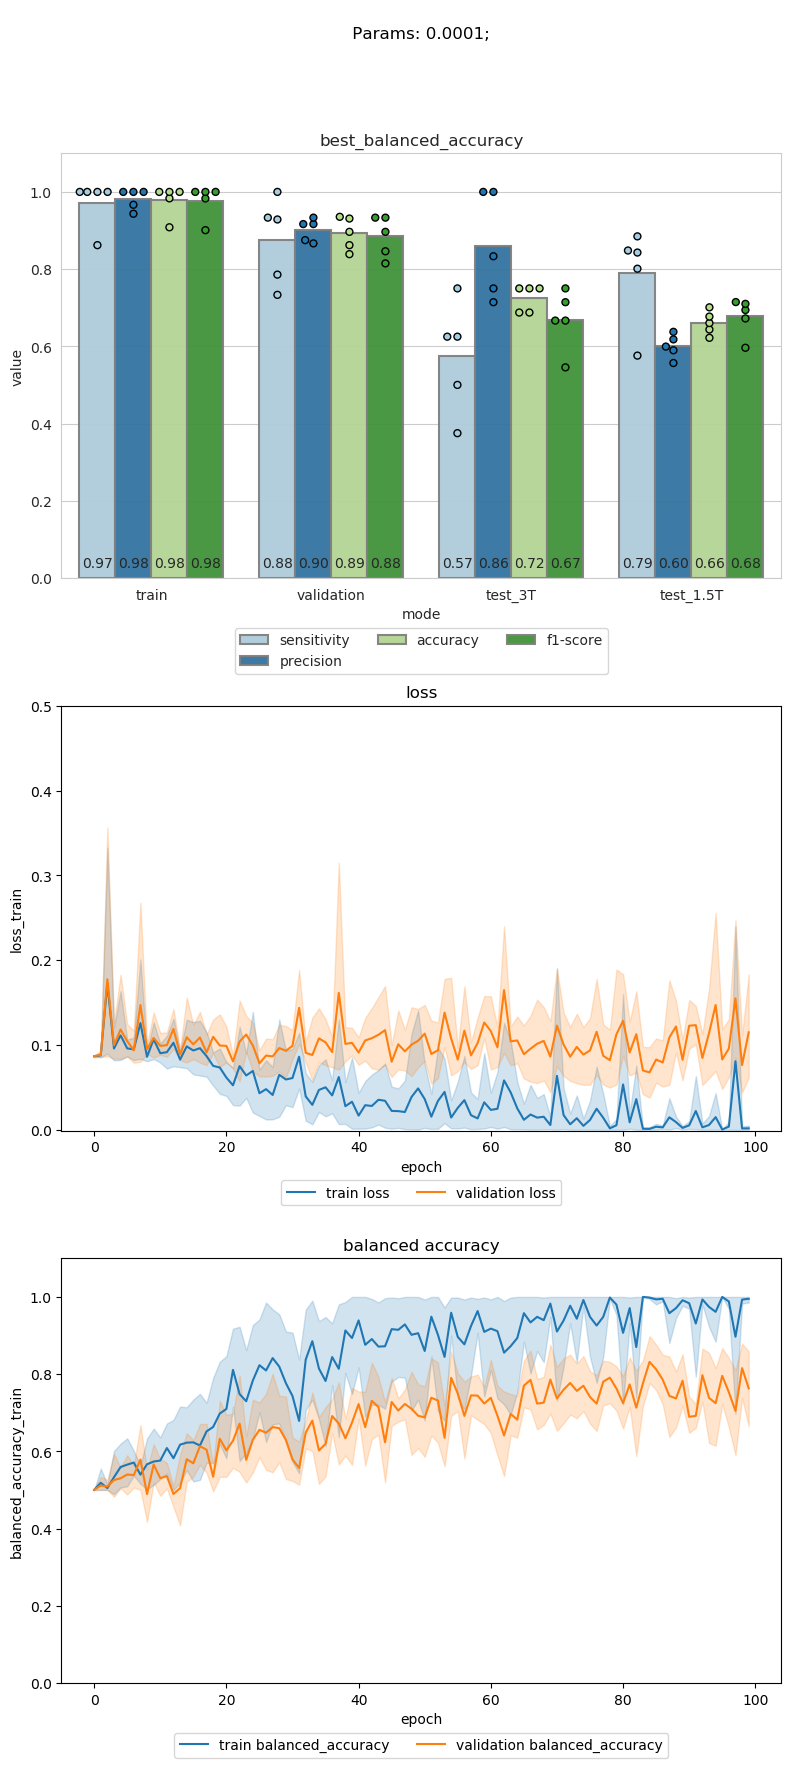 Params: 0.0001;
best_balanced_accuracy
value
1.0
0.8
0.6
0.4
0.2
0.0
0.97 0.98 0.98 0.98 0.88 0.90 0.89 0.88 0.57 0.86 0.72 0.67 0.79 0.60 0.66 0.68
train validation test_3T test_1.5T
mode
sensitivity accuracy f1-score
precision
loss
loss_train
0.5
0.4
0.3
0.2
0.1
0.0
0 20 40 60 80 100
epoch
train loss validation loss
balanced accuracy
balanced_accuracy_train
1.0
0.8
0.6
0.4
0.2
0.0
0 20 40 60 80 100
epoch
train balanced_accuracy validation balanced_accuracy